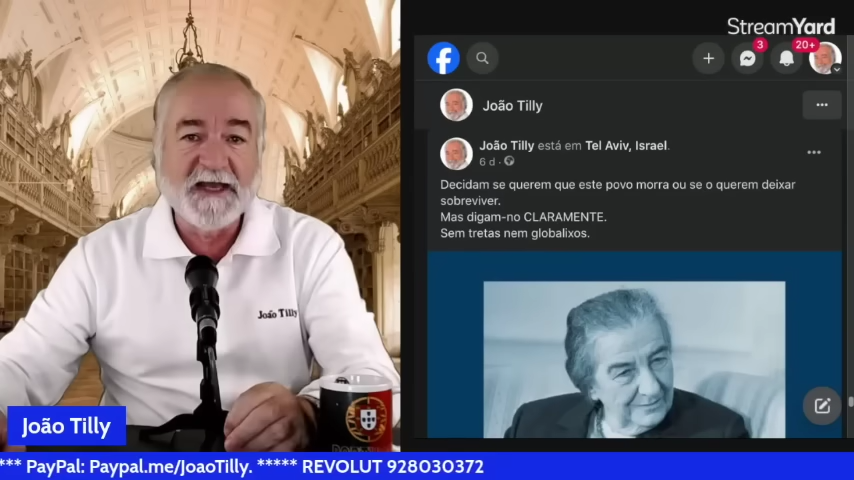 StreamYard
3
20+
João Tilly
João Tilly está em Tel Aviv, Israel.
6 d ·
Decidam se querem que este povo morra ou se o querem deixar
sobreviver.
Mas digam-no CLARAMENTE.
Sem tretas nem globalixos.
João Tilly
João Tilly
*** PayPal: Paypal.me/JoaoTilly. ***** REVOLUT 928030372